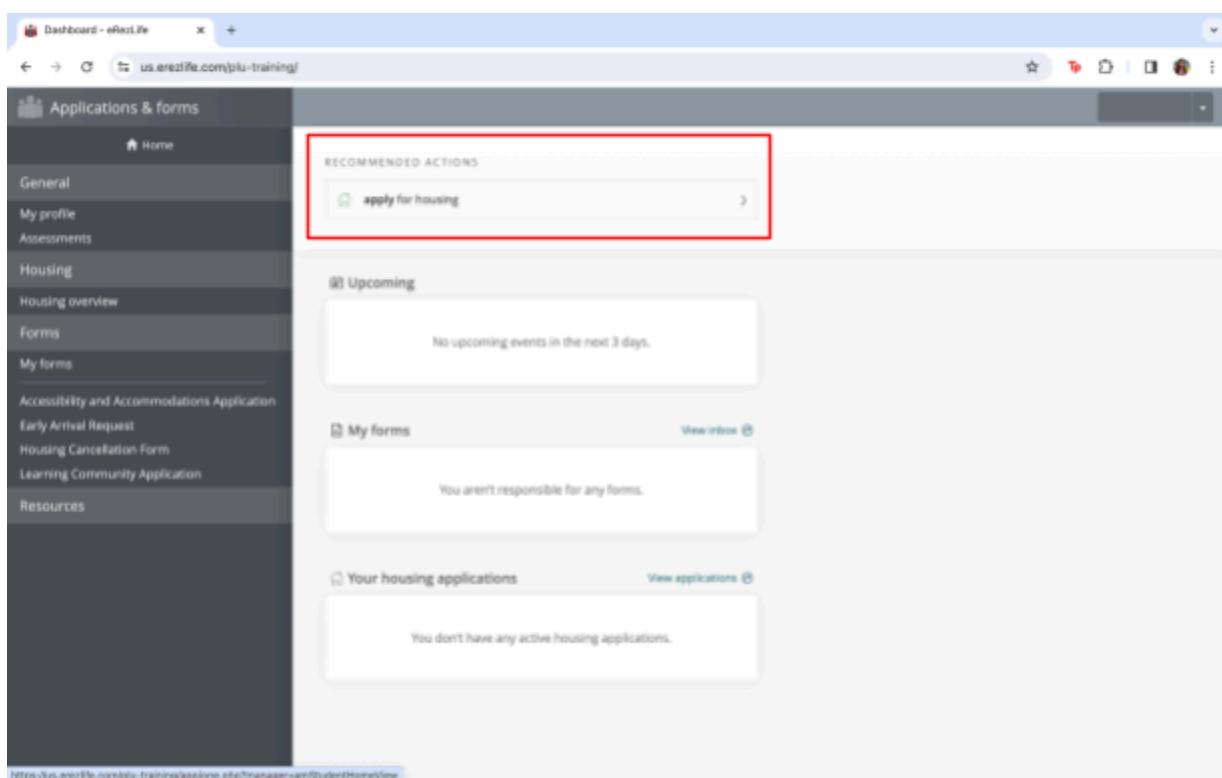 Dashboard - eRezLife
us.erezlife.com/plu-training/
Applications & forms
Home
General
My profile
Assessments
Housing
Housing overview
Forms
My forms
Accessibility and Accommodations Application
Early Arrival Request
Housing Cancellation Form
Learning Community Application
Resources
RECOMMENDED ACTIONS
apply for housing
Upcoming
No upcoming events in the next 3 days.
My forms View inbox
You aren't responsible for any forms.
Your housing applications View applications
You don't have any active housing applications.